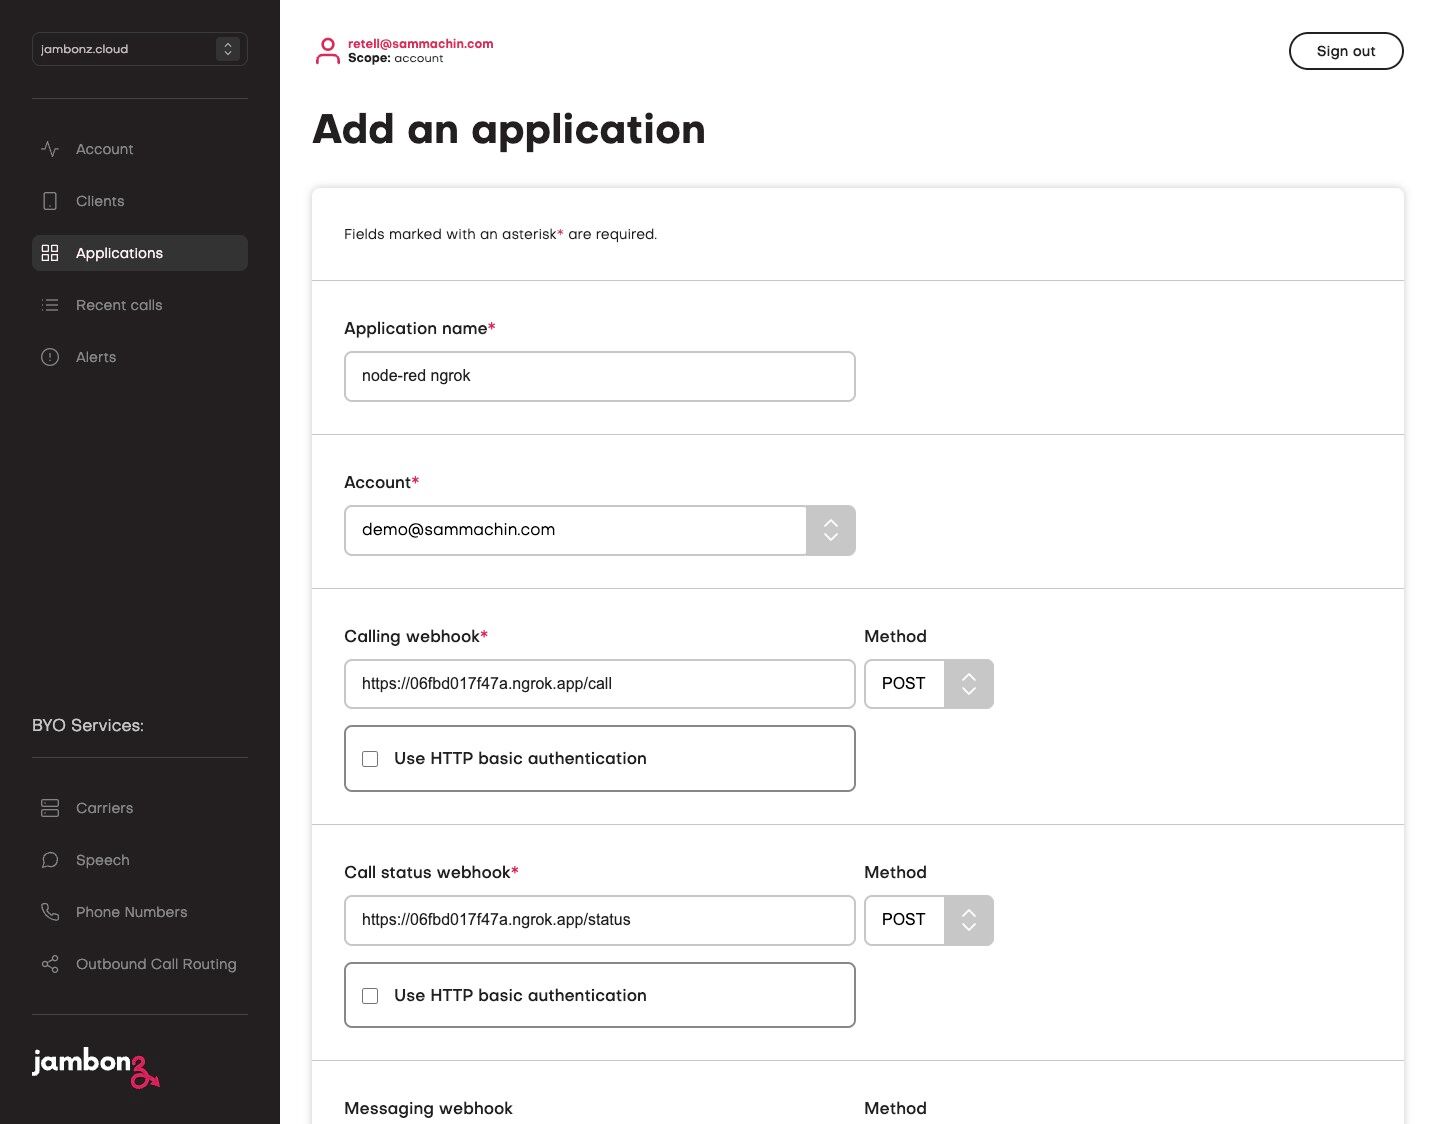 jambonz.cloud
Account
Clients
Applications
Recent calls
Alerts
BYO Services:
Carriers
Speech
Phone Numbers
Outbound Call Routing
jambonz
retell@sammachin.com
Scope: account
Sign out
Add an application
Fields marked with an asterisk* are required.
Application name*
node-red ngrok
Account*
demo@sammachin.com
Calling webhook* Method
https://06fbd017f47a.ngrok.app/call POST
Use HTTP basic authentication
Call status webhook* Method
https://06fbd017f47a.ngrok.app/status POST
Use HTTP basic authentication
Messaging webhook Method